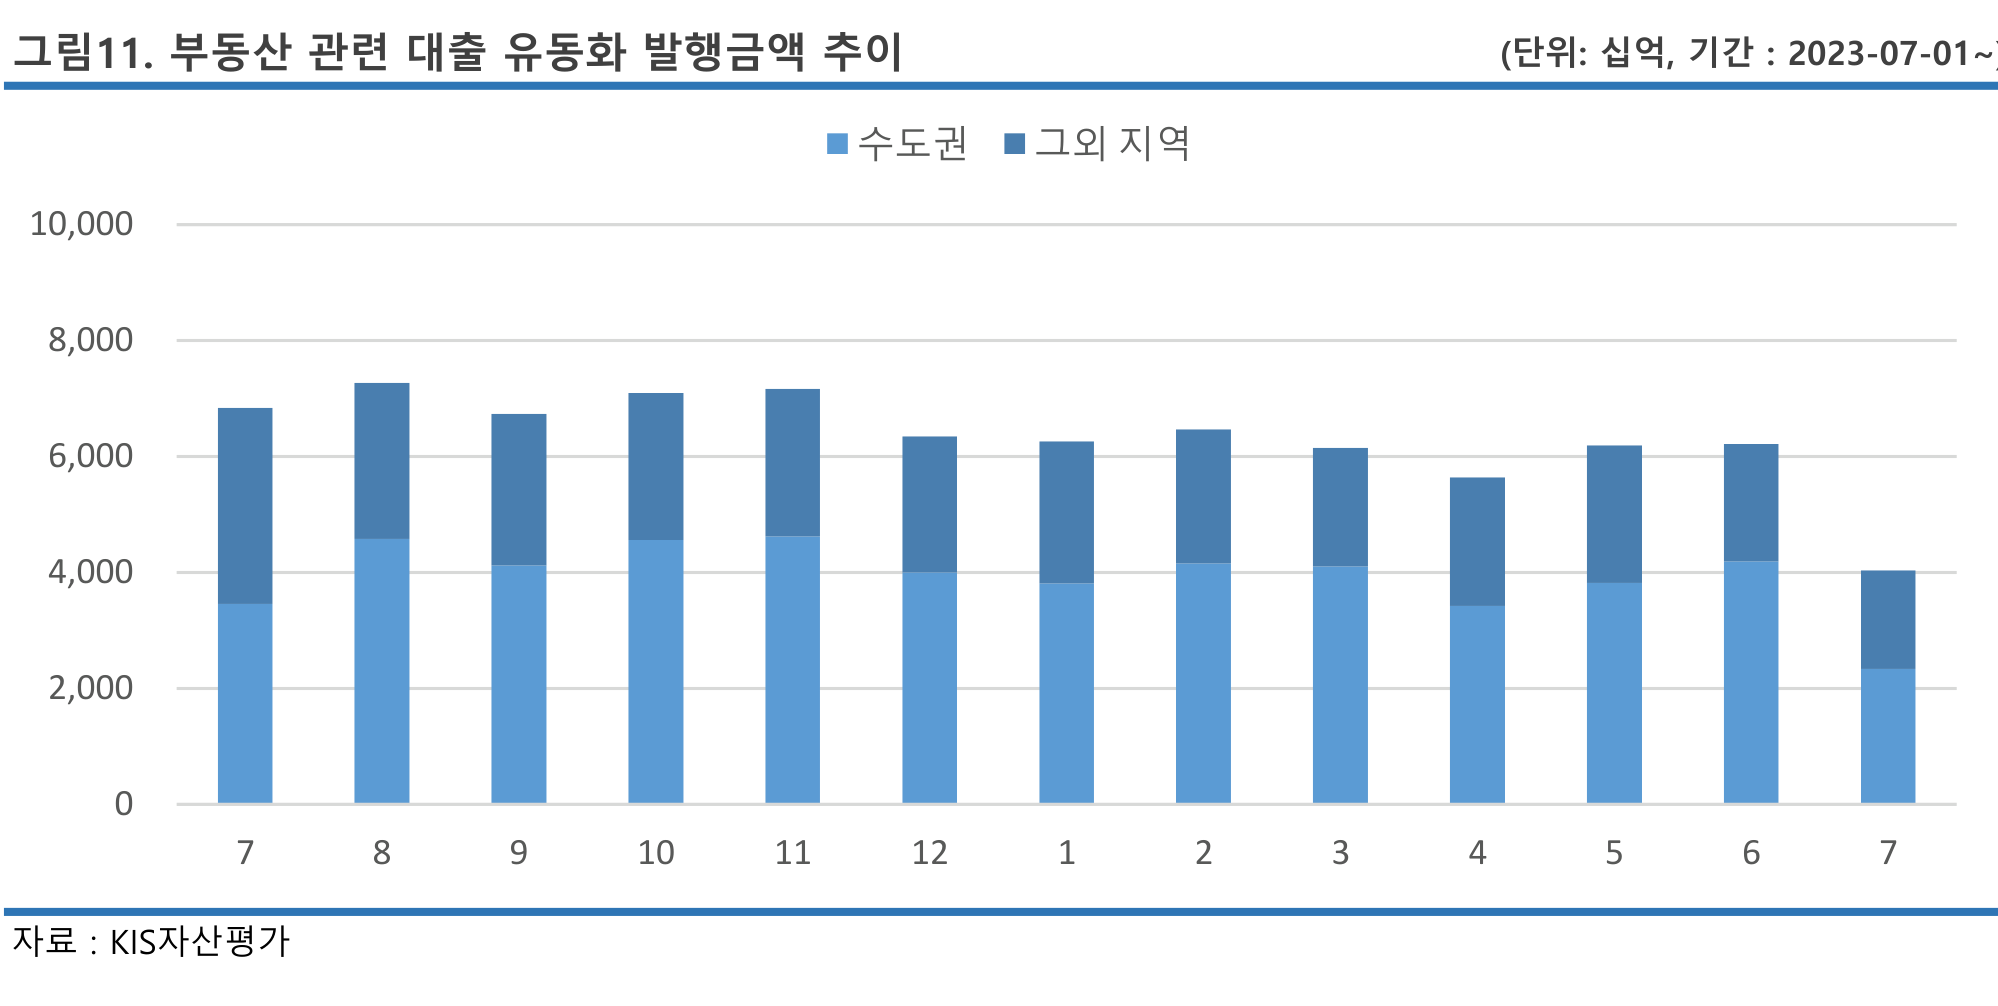 그림11. 부동산 관련 대출 유동화 발행금액 추이 (단위: 십억, 기간 : 2023-07-01~)
수도권 그외 지역
10,000
8,000
6,000
4,000
2,000
0
7 8 9 10 11 12 1 2 3 4 5 6 7
자료 : KIS자산평가